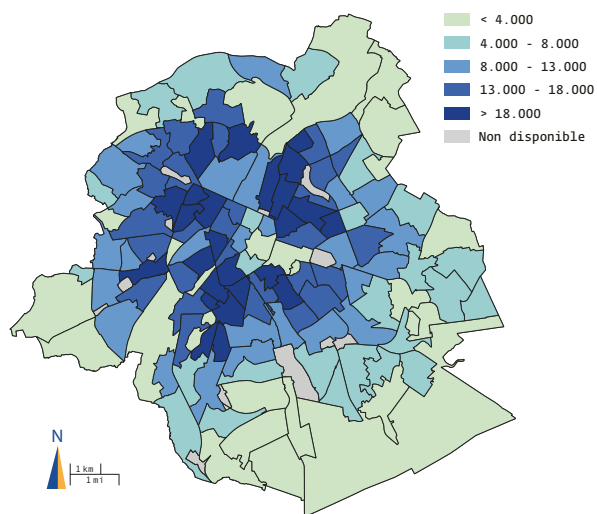 < 4.000
4.000 - 8.000
8.000 - 13.000
13.000 - 18.000
> 18.000
Non disponible
N
1 km
1 mi